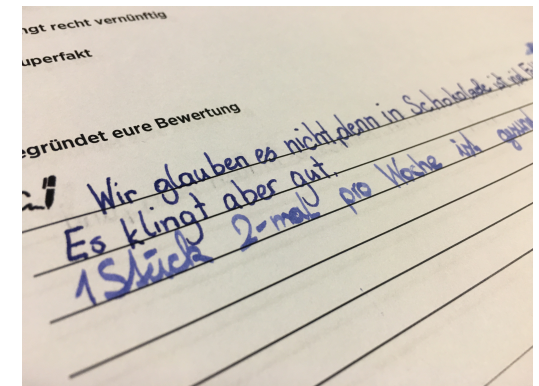 ngt recht vernünftig
uperfakt
egründet eure Bewertung
Wir glauben es nicht, denn in Schokolade ist viel
Es klingt aber gut.
1 Stück 2-mal pro Woche ist